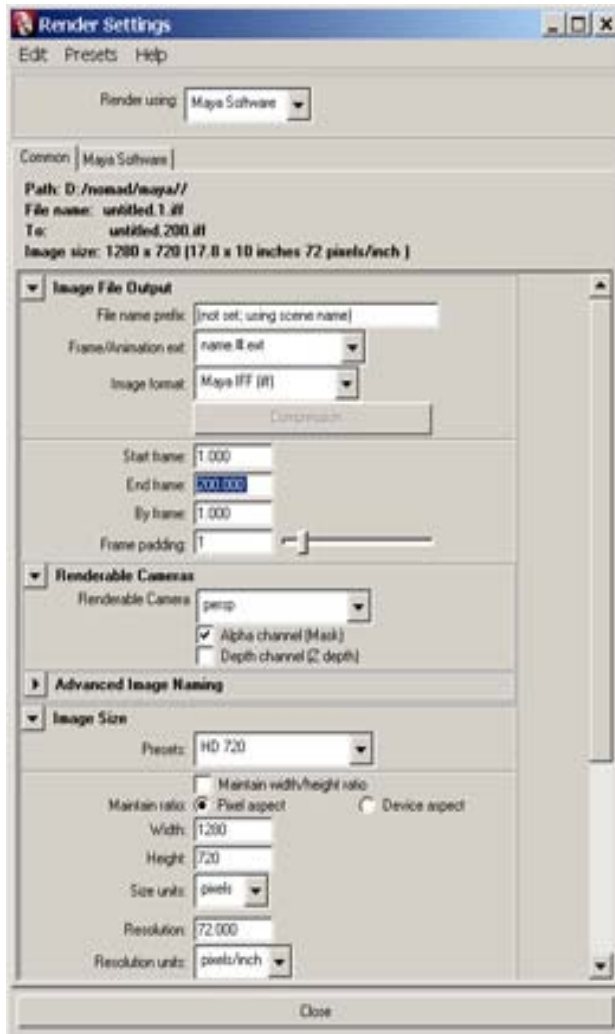 Render Settings
Edit Presets Help
Render using: Maya Software
Common Maya Software
Path: D:/nomad/maya//
File name: untitled.1.iff
To: untitled.200.iff
Image size: 1280 x 720 (17.8 x 10 inches 72 pixels/inch )
Image File Output
File name prefix: (not set; using scene name)
Frame/Animation ext: name.#.ext
Image format: Maya IFF (iff)
Compression
Start frame: 1.000
End frame: 200.000
By frame: 1.000
Frame padding: 1
Renderable Cameras
Renderable Camera persp
Alpha channel (Mask)
Depth channel (Z depth)
Advanced Image Naming
Image Size
Presets: HD 720
Maintain width/height ratio
Maintain ratio: Pixel aspect Device aspect
Width: 1280
Height: 720
Size units: pixels
Resolution: 72.000
Resolution units: pixels/inch
Close